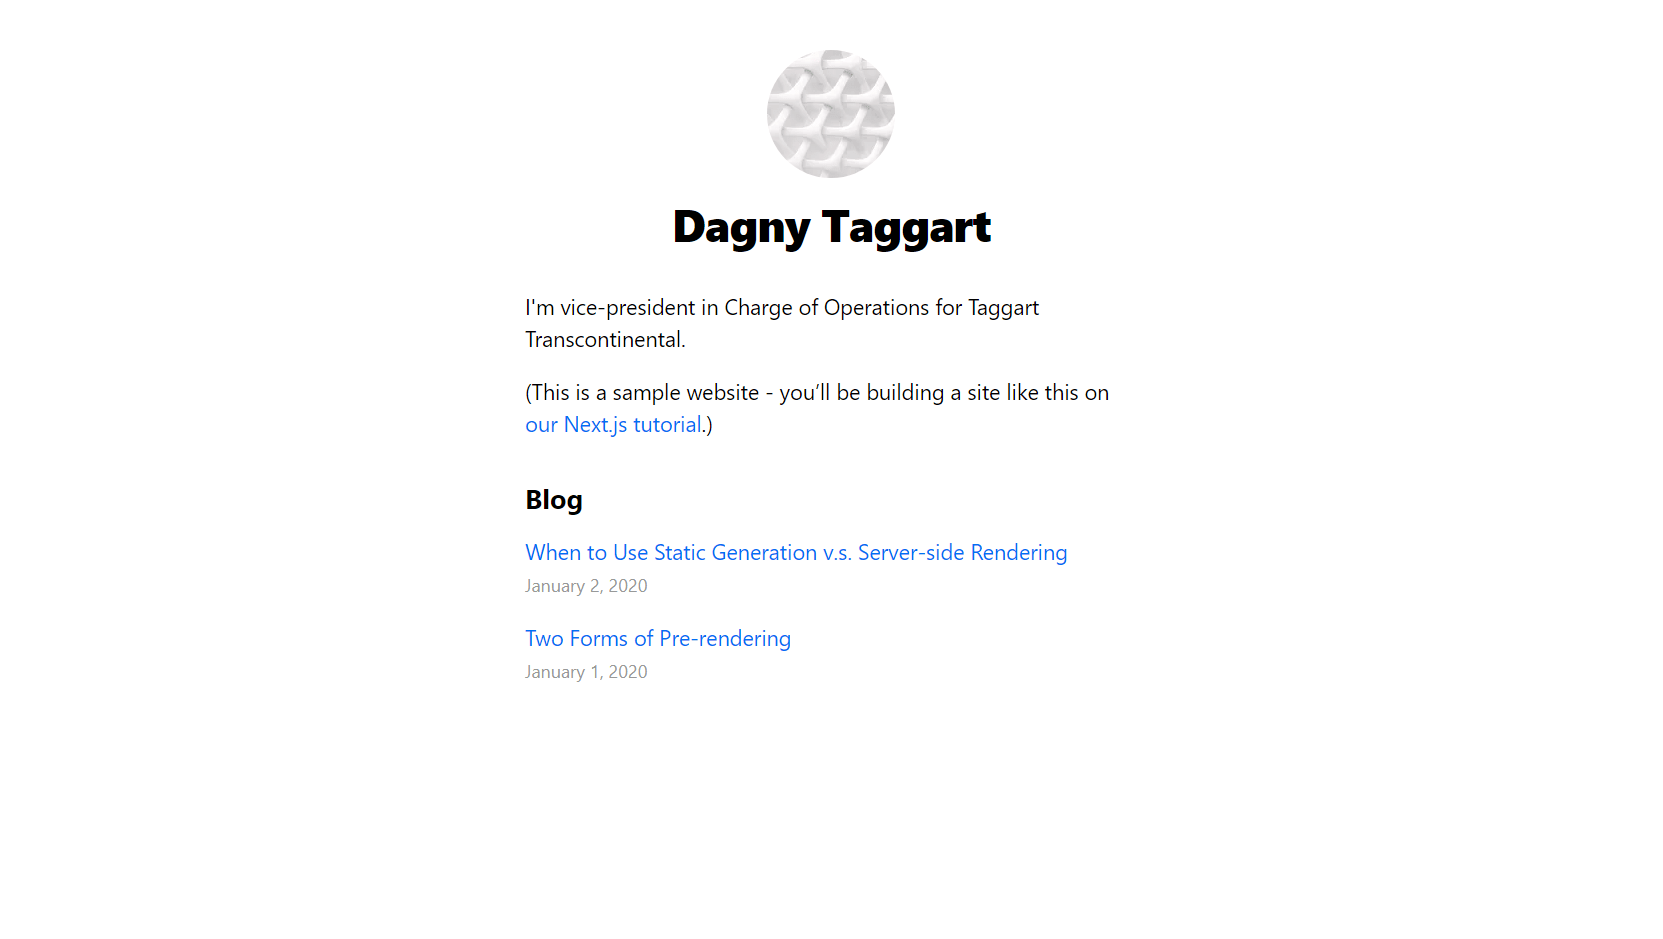 Dagny Taggart
I'm vice-president in Charge of Operations for Taggart
Transcontinental.
(This is a sample website - you’ll be building a site like this on
our Next.js tutorial.)
Blog
When to Use Static Generation v.s. Server-side Rendering
January 2, 2020
Two Forms of Pre-rendering
January 1, 2020